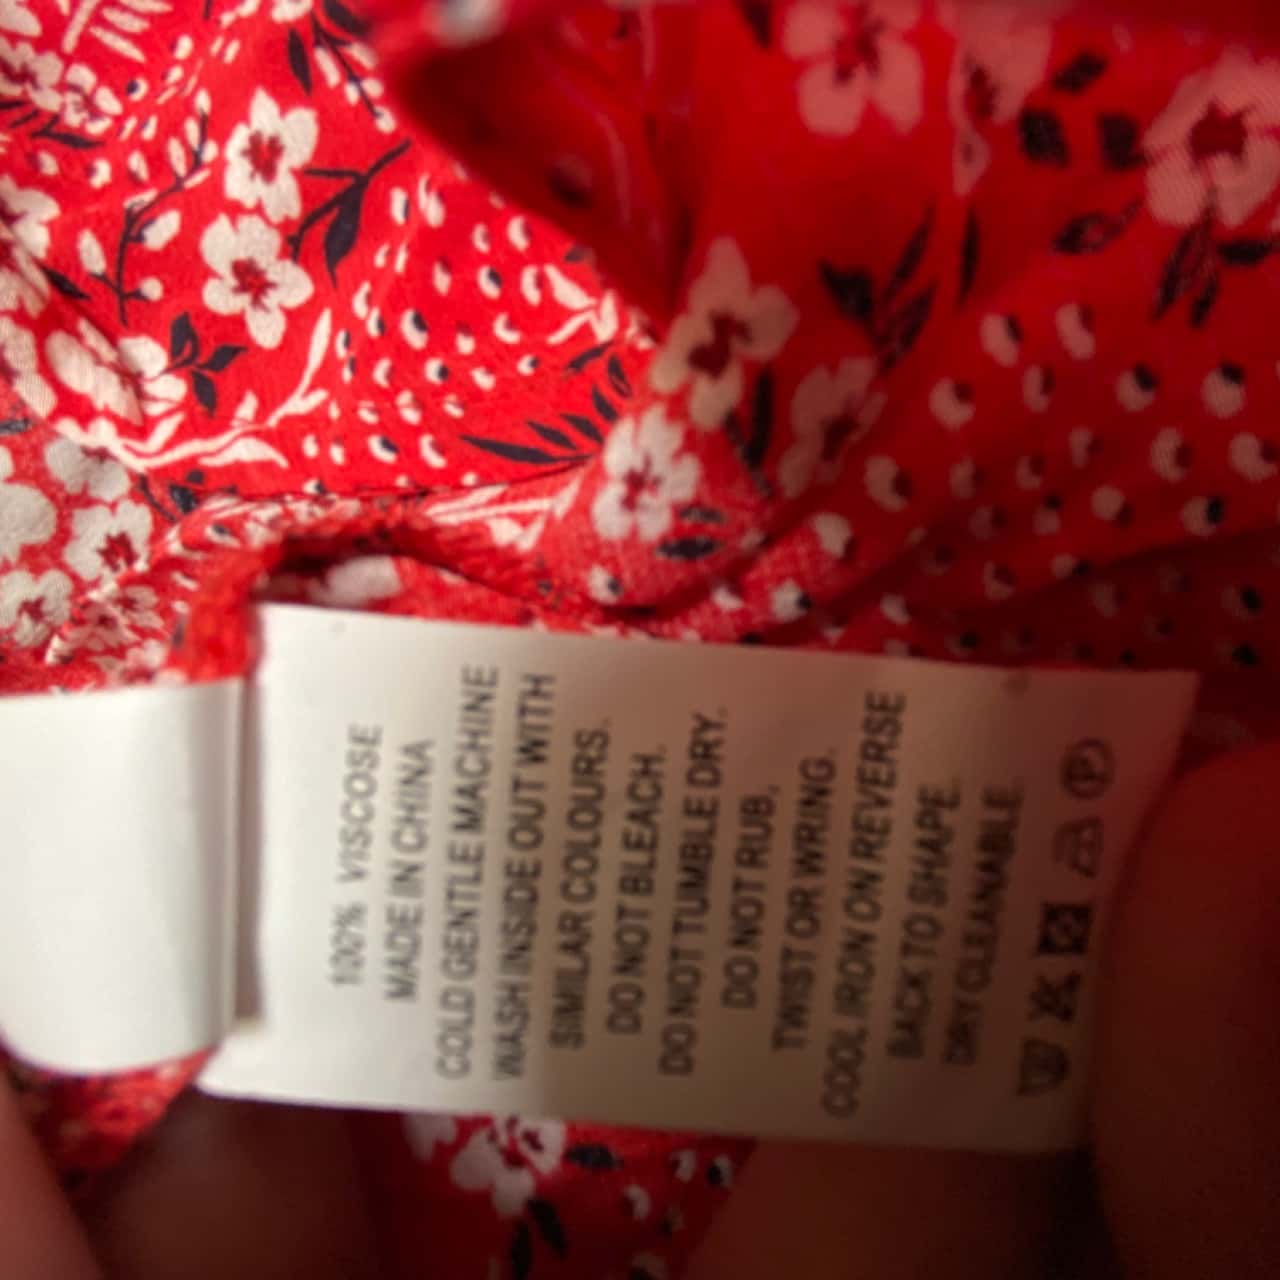 100% VISCOSE
MADE IN CHINA
COLD GENTLE MACHINE
WASH INSIDE OUT WITH
SIMILAR COLOURS.
DO NOT BLEACH.
DO NOT TUMBLE DRY.
DO NOT RUB,
TWIST OR WRING.
COOL IRON ON REVERSE
BACK TO SHAPE.
DRY CLEANABLE.